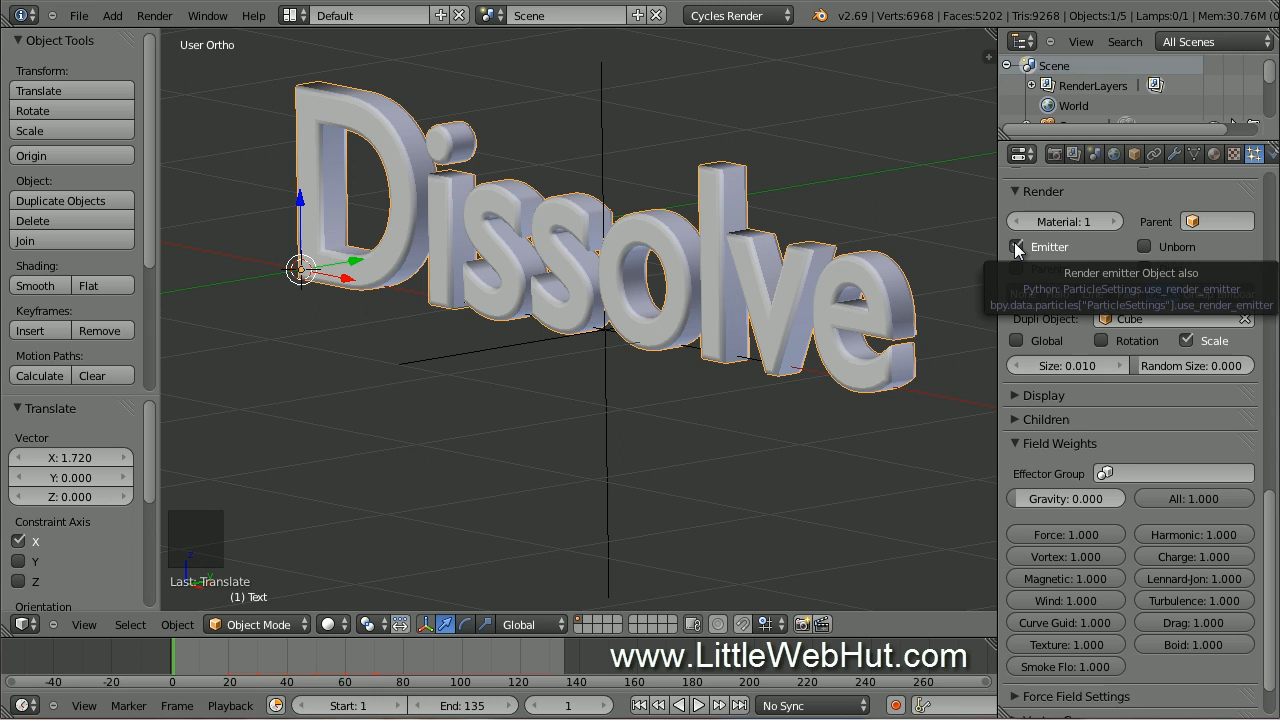 File Add Render Window Help Default Scene Cycles Render v2.69 | Verts:6968 | Faces:5202 | Tris:9268 | Objects:1/5 | Lamps:0/1 | Mem:30.76M (0
Object Tools
Transform:
Translate
Rotate
Scale
Origin
Object:
Duplicate Objects
Delete
Join
Shading:
Smooth Flat
Keyframes:
Insert Remove
Motion Paths:
Calculate Clear
Translate
Vector
X: 1.720
Y: 0.000
Z: 0.000
Constraint Axis
X
Y
Z
Orientation
User Ortho
Dissolve
Last: Translate
(1) Text
View Select Object Object Mode Global
www.LittleWebHut.com
-40 -20 0 20 40 60 80 100 120 140 160 180 200 220 240 260
View Marker Frame Playback Start: 1 End: 135 1 No Sync
View Search All Scenes
Scene
RenderLayers
World
Render
Material: 1 Parent
Emitter Unborn
Render emitter Object also
Python: ParticleSettings.use_render_emitter
bpy.data.particles["ParticleSettings"].use_render_emitter
Dupli Object: Cube
Global Rotation Scale
Size: 0.010 Random Size: 0.000
Display
Children
Field Weights
Effector Group
Gravity: 0.000 All: 1.000
Force: 1.000 Harmonic: 1.000
Vortex: 1.000 Charge: 1.000
Magnetic: 1.000 Lennard-Jon: 1.000
Wind: 1.000 Turbulence: 1.000
Curve Guid: 1.000 Drag: 1.000
Texture: 1.000 Boid: 1.000
Smoke Flo: 1.000
Force Field Settings